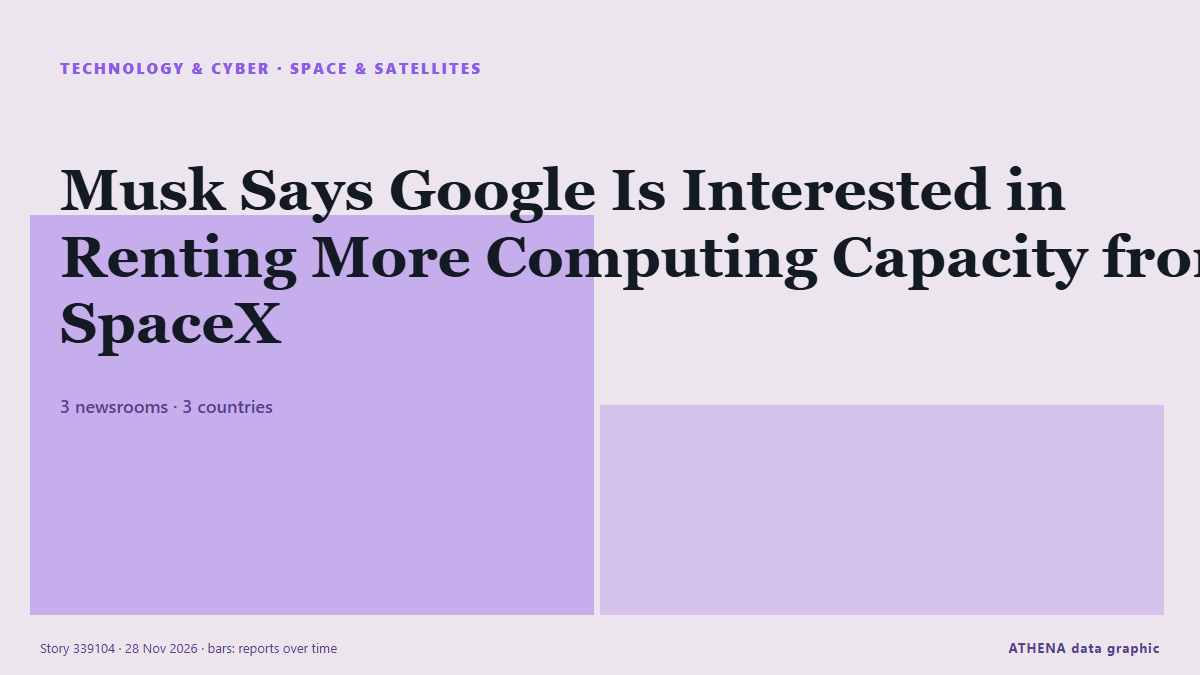 TECHNOLOGY & CYBER · SPACE & SATELLITES
Musk Says Google Is Interested in
Renting More Computing Capacity
SpaceX
3 newsrooms · 3 countries
Story 339104 · 28 Nov 2026 · bars: reports over time
ATHENA data graphic